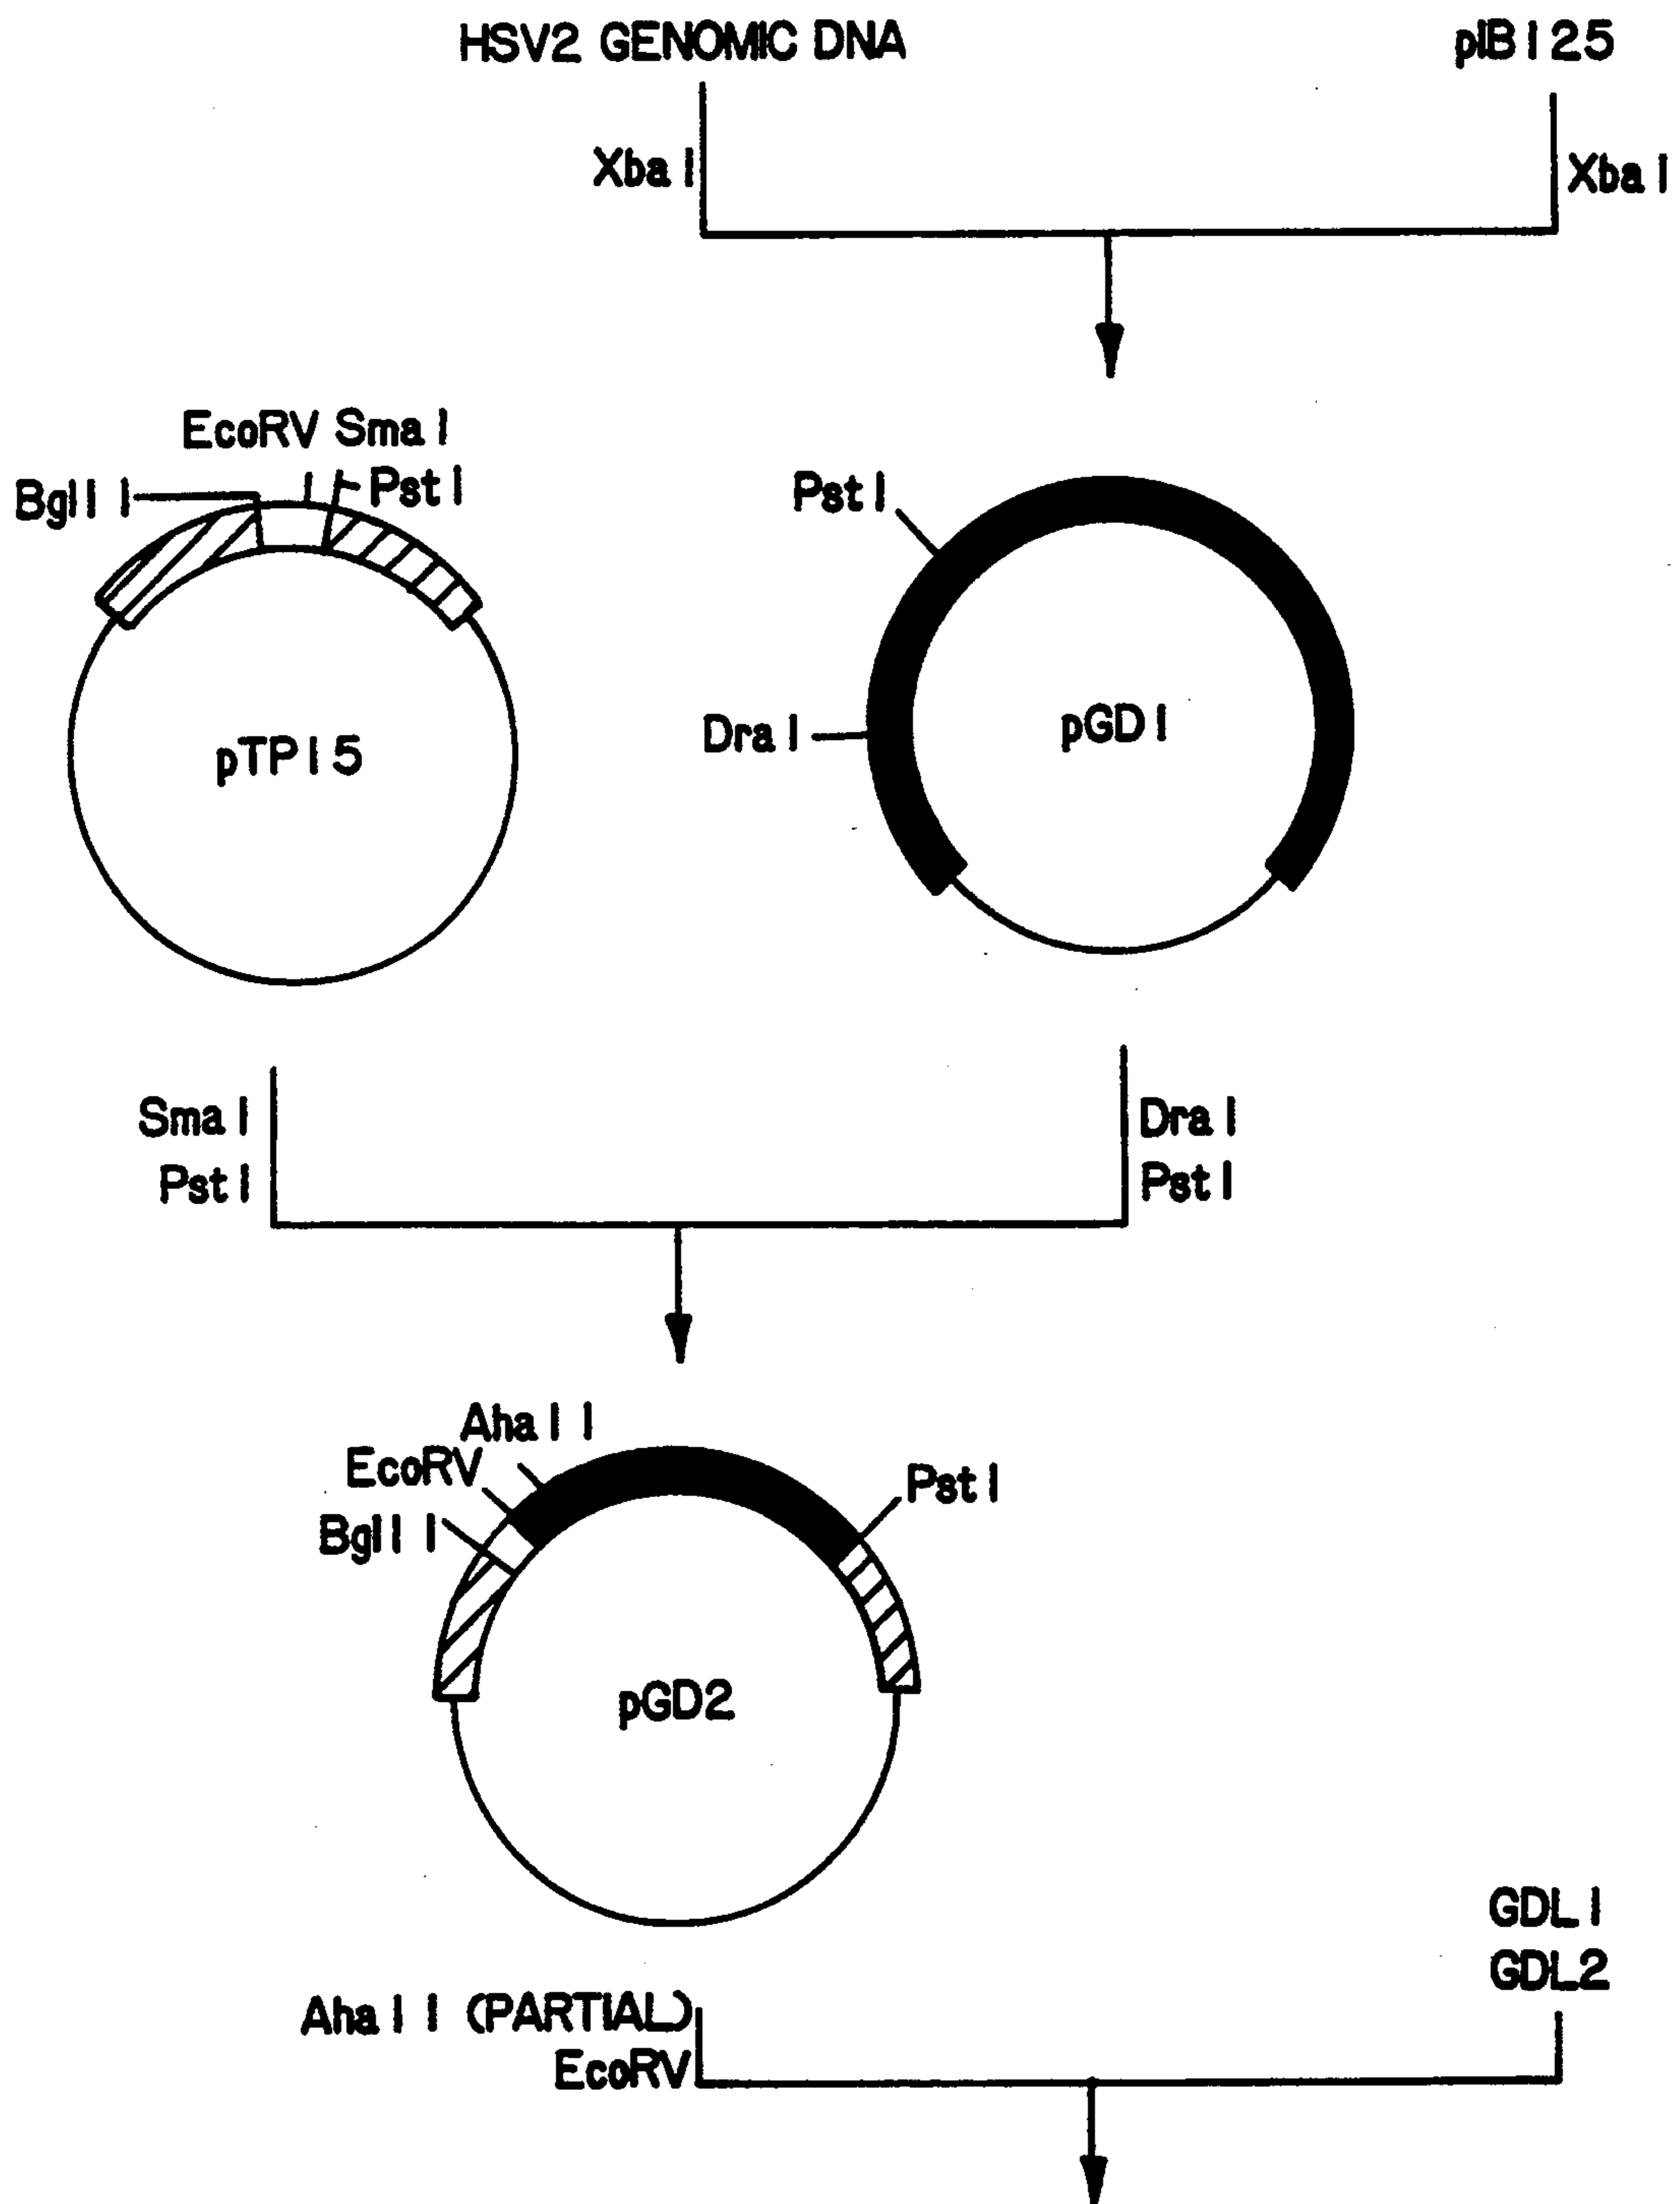 HSV2 GENOMIC DNA
pIBI25
XbaI
XbaI
EcoRV SmaI
PstI
BglII
pTP15
PstI
DraI
pGD1
SmaI
PstI
DraI
PstI
AhaII
EcoRV
BglII
PstI
pGD2
GDL1
GDL2
AhaII (PARTIAL)
EcoRV